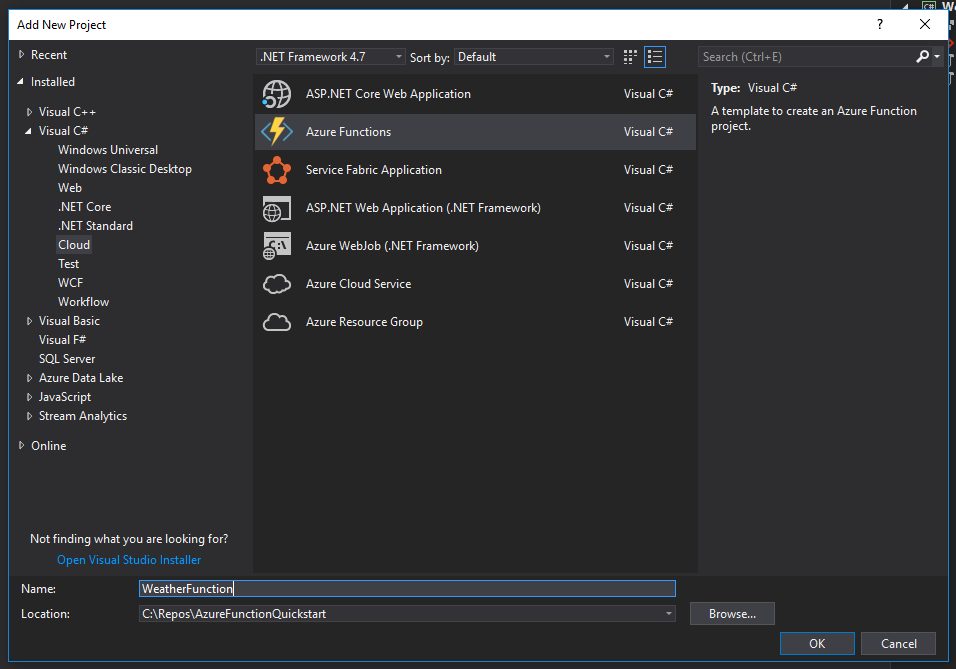 Add New Project ?
Recent
Installed
Visual C++
Visual C#
Windows Universal
Windows Classic Desktop
Web
.NET Core
.NET Standard
Cloud
Test
WCF
Workflow
Visual Basic
Visual F#
SQL Server
Azure Data Lake
JavaScript
Stream Analytics
Online
Not finding what you are looking for?
Open Visual Studio Installer
.NET Framework 4.7 Sort by: Default
ASP.NET Core Web Application Visual C#
Azure Functions Visual C#
Service Fabric Application Visual C#
ASP.NET Web Application (.NET Framework) Visual C#
Azure WebJob (.NET Framework) Visual C#
Azure Cloud Service Visual C#
Azure Resource Group Visual C#
Search (Ctrl+E)
Type: Visual C#
A template to create an Azure Function
project.
Name: WeatherFunction
Location: C:\Repos\AzureFunctionQuickstart Browse...
OK Cancel